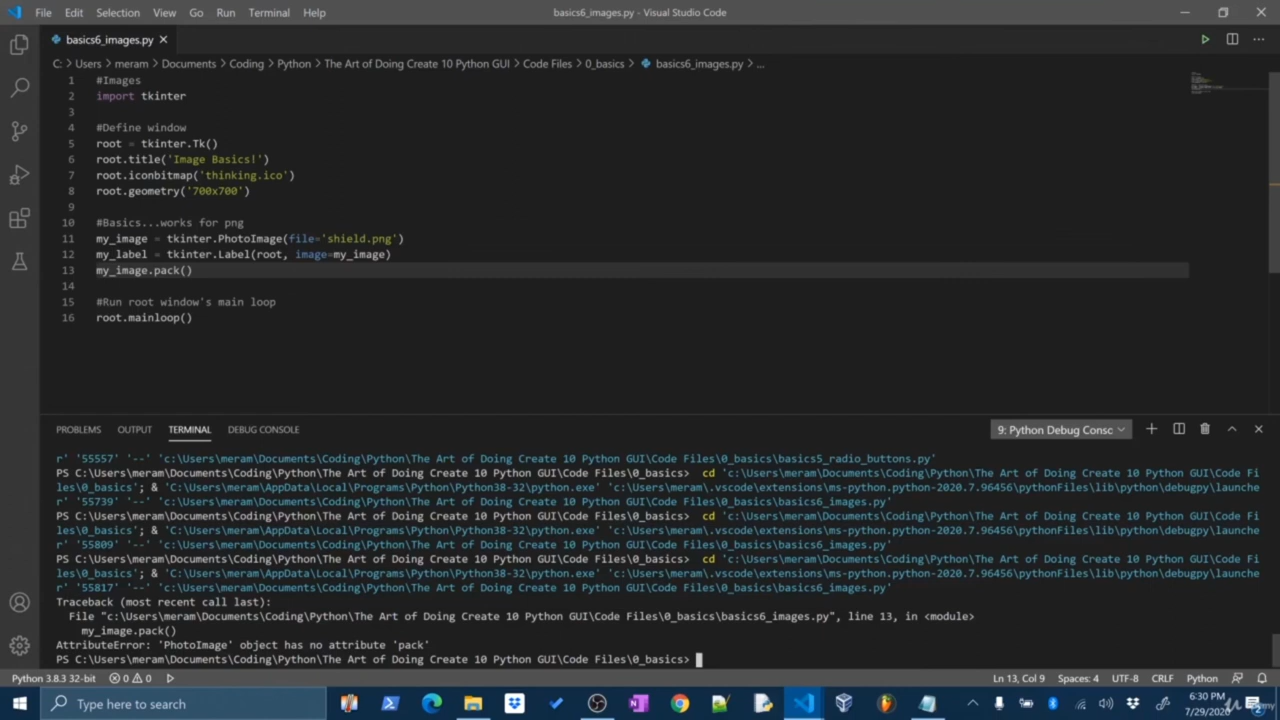 File Edit Selection View Go Run Terminal Help basics6_images.py - Visual Studio Code
basics6_images.py
C: > Users > meram > Documents > Coding > Python > The Art of Doing Create 10 Python GUI > Code Files > 0_basics > basics6_images.py > ...
1 #Images
2 import tkinter
3
4 #Define window
5 root = tkinter.Tk()
6 root.title('Image Basics!')
7 root.iconbitmap('thinking.ico')
8 root.geometry('700x700')
9
10 #Basics...works for png
11 my_image = tkinter.PhotoImage(file='shield.png')
12 my_label = tkinter.Label(root, image=my_image)
13 my_image.pack()
14
15 #Run root window's main loop
16 root.mainloop()
PROBLEMS OUTPUT TERMINAL DEBUG CONSOLE 9: Python Debug Consc
r' '55557' '--' 'c:\Users\meram\Documents\Coding\Python\The Art of Doing Create 10 Python GUI\Code Files\0_basics\basics5_radio_buttons.py'
PS C:\Users\meram\Documents\Coding\Python\The Art of Doing Create 10 Python GUI\Code Files\0_basics> cd 'c:\Users\meram\Documents\Coding\Python\The Art of Doing Create 10 Python GUI\Code Fi
les\0_basics'; & 'C:\Users\meram\AppData\Local\Programs\Python\Python38-32\python.exe' 'c:\Users\meram\.vscode\extensions\ms-python.python-2020.7.96456\pythonFiles\lib\python\debugpy\launche
r' '55739' '--' 'c:\Users\meram\Documents\Coding\Python\The Art of Doing Create 10 Python GUI\Code Files\0_basics\basics6_images.py'
PS C:\Users\meram\Documents\Coding\Python\The Art of Doing Create 10 Python GUI\Code Files\0_basics> cd 'c:\Users\meram\Documents\Coding\Python\The Art of Doing Create 10 Python GUI\Code Fi
les\0_basics'; & 'C:\Users\meram\AppData\Local\Programs\Python\Python38-32\python.exe' 'c:\Users\meram\.vscode\extensions\ms-python.python-2020.7.96456\pythonFiles\lib\python\debugpy\launche
r' '55809' '--' 'c:\Users\meram\Documents\Coding\Python\The Art of Doing Create 10 Python GUI\Code Files\0_basics\basics6_images.py'
PS C:\Users\meram\Documents\Coding\Python\The Art of Doing Create 10 Python GUI\Code Files\0_basics> cd 'c:\Users\meram\Documents\Coding\Python\The Art of Doing Create 10 Python GUI\Code Fi
les\0_basics'; & 'C:\Users\meram\AppData\Local\Programs\Python\Python38-32\python.exe' 'c:\Users\meram\.vscode\extensions\ms-python.python-2020.7.96456\pythonFiles\lib\python\debugpy\launche
r' '55817' '--' 'c:\Users\meram\Documents\Coding\Python\The Art of Doing Create 10 Python GUI\Code Files\0_basics\basics6_images.py'
Traceback (most recent call last):
File "c:\Users\meram\Documents\Coding\Python\The Art of Doing Create 10 Python GUI\Code Files\0_basics\basics6_images.py", line 13, in <module>
my_image.pack()
AttributeError: 'PhotoImage' object has no attribute 'pack'
PS C:\Users\meram\Documents\Coding\Python\The Art of Doing Create 10 Python GUI\Code Files\0_basics>
Python 3.8.3 32-bit 0 0 Ln 13, Col 9 Spaces: 4 UTF-8 CRLF Python
Type here to search 6:30 PM
7/29/2020